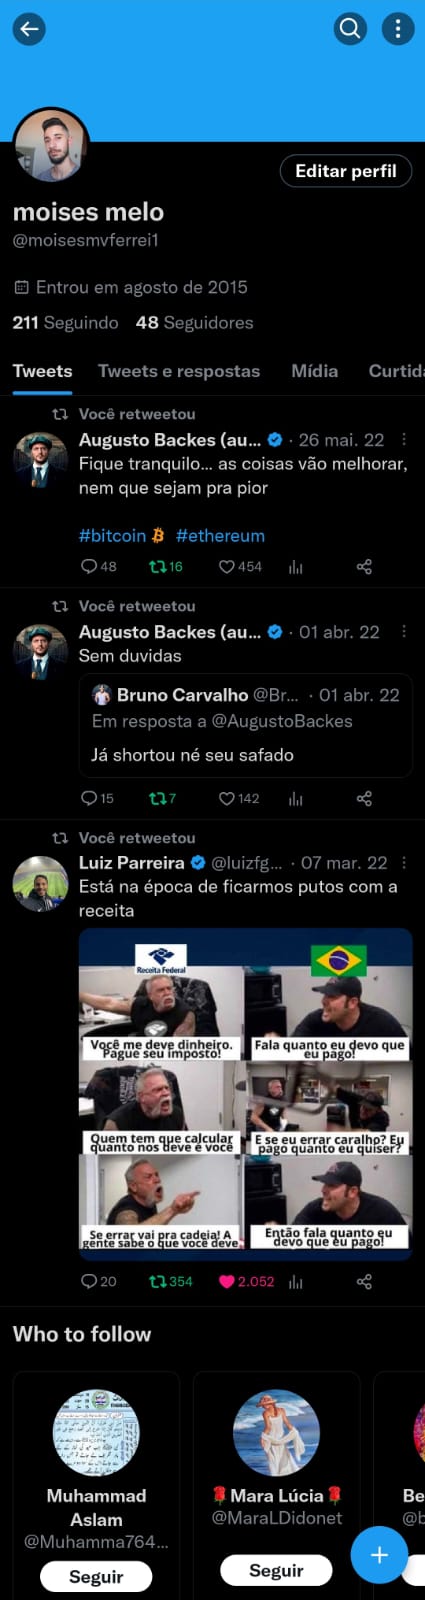 Editar perfil
moises melo
@moisesmvferrei1
Entrou em agosto de 2015
211 Seguindo 48 Seguidores
Tweets Tweets e respostas Mídia Curtid
Você retweetou
Augusto Backes (au... · 26 mai. 22
Fique tranquilo... as coisas vão melhorar,
nem que sejam pra pior
#bitcoin #ethereum
48 16 454
Você retweetou
Augusto Backes (au... · 01 abr. 22
Sem duvidas
Bruno Carvalho @Br... · 01 abr. 22
Em resposta a @AugustoBackes
Já shortou né seu safado
15 7 142
Você retweetou
Luiz Parreira @luizfg... · 07 mar. 22
Está na época de ficarmos putos com a
receita
Receita Federal
Você me deve dinheiro.
Pague seu imposto!
Fala quanto eu devo que
eu pago!
Quem tem que calcular
quanto nos deve é você
E se eu errar caralho? Eu
pago quanto eu quiser?
Se errar vai pra cadeia! A
gente sabe o que você deve
Então fala quanto eu
devo que eu pago!
20 354 2.052
Who to follow
Muhammad
Aslam
@Muhamma764...
Seguir
🌹Mara Lúcia🌹
@MaraLDidonet
Seguir
Be
@b